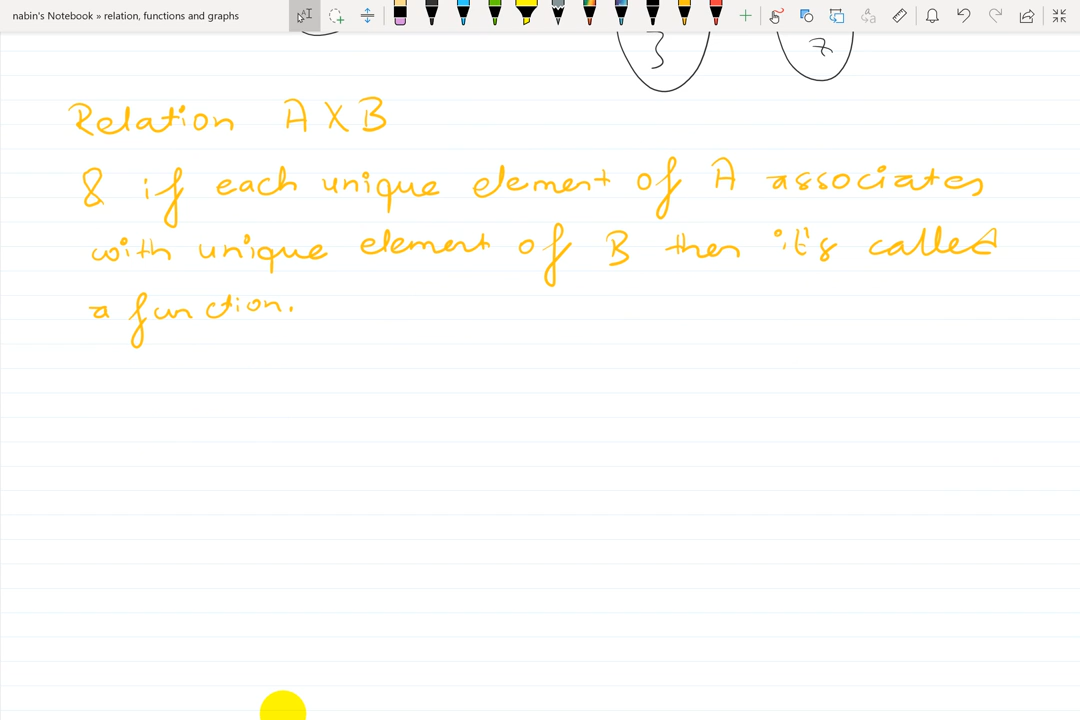 nabin's Notebook » relation, functions and graphs
3 7
Relation A X B
& if each unique element of A associates
with unique element of B then it's called
a function.